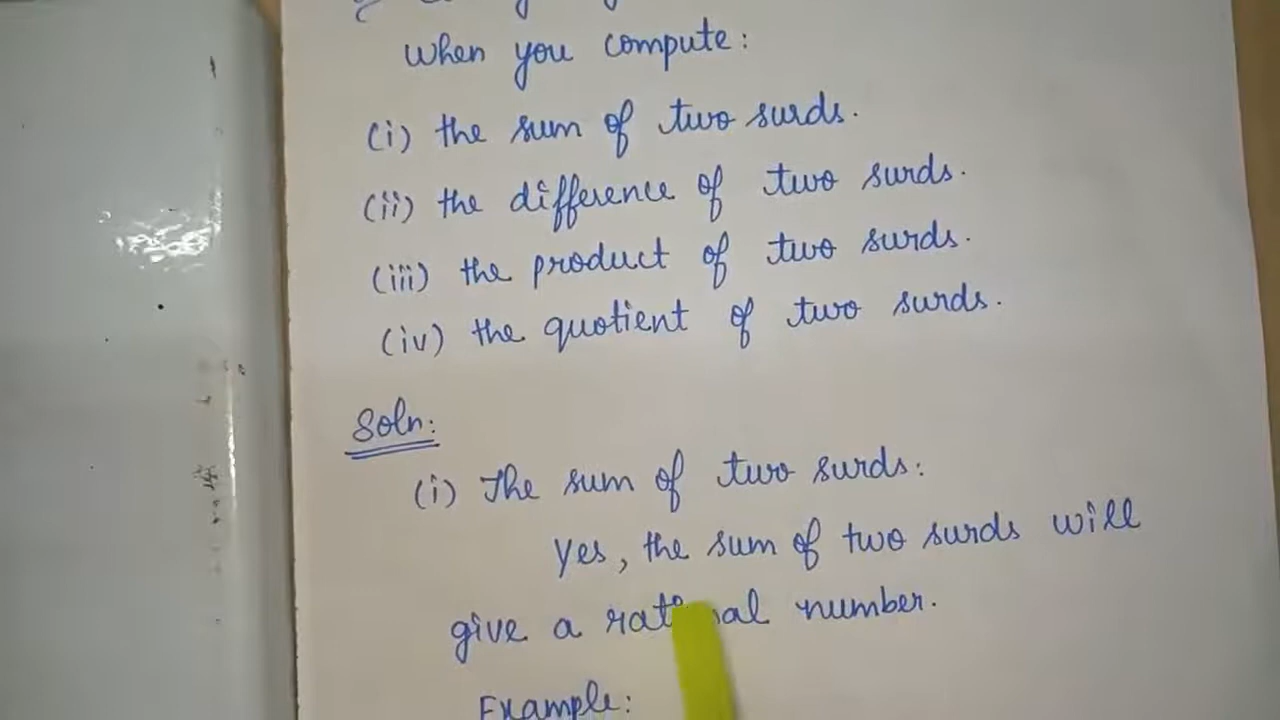 When you compute:
(i) the sum of two surds.
(ii) the difference of two surds.
(iii) the product of two surds.
(iv) the quotient of two surds.
Soln:
(i) The sum of two surds:
Yes, the sum of two surds will
give a rational number.
Example: